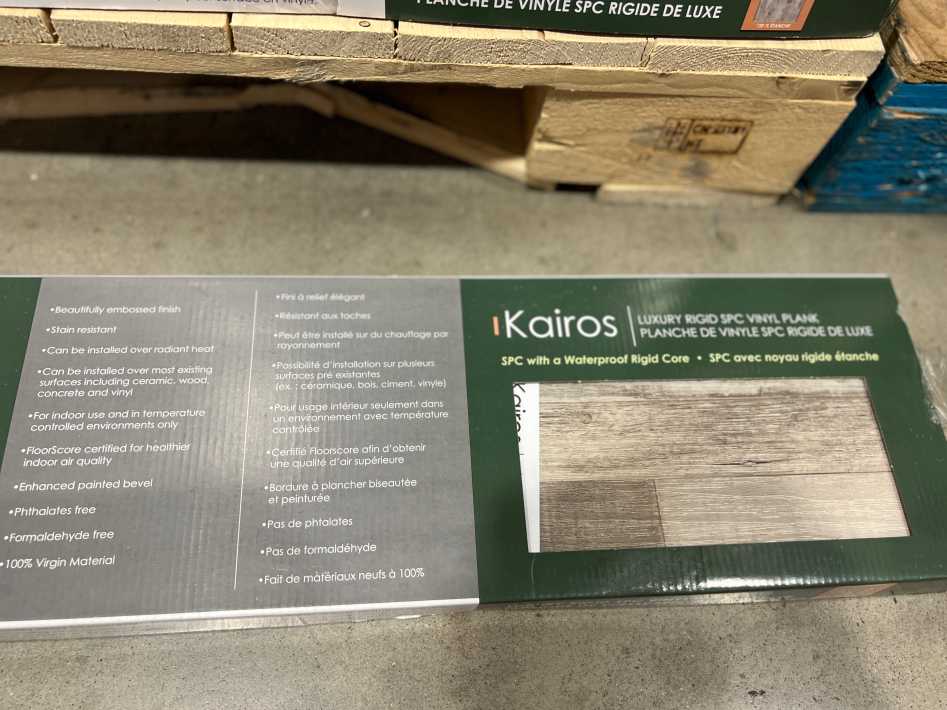 PLANCHE DE VINYLE SPC RIGIDE DE LUXE
•Beautifully embossed finish
•Stain resistant
•Can be installed over radiant heat
•Can be installed over most existing
surfaces including ceramic, wood,
concrete and vinyl
•For indoor use and in temperature
controlled environments only
•FloorScore certified for healthier
indoor air quality
•Enhanced painted bevel
•Phthalates free
•Formaldehyde free
•100% Virgin Material
•Fini à relief élégant
•Résistant aux taches
•Peut être installé sur du chauffage par
rayonnement
•Possibilité d'installation sur plusieurs
surfaces pré existantes
(ex. : céramique, bois, ciment, vinyle)
•Pour usage intérieur seulement dans
un environnement avec température
contrôlée
•Certifié Floorscore afin d'obtenir
une qualité d'air supérieure
•Bordure à plancher biseautée
et peinturée
•Pas de phtalates
•Pas de formaldéhyde
•Fait de matériaux neufs à 100%
Kairos
LUXURY RIGID SPC VINYL PLANK
PLANCHE DE VINYLE SPC RIGIDE DE LUXE
SPC with a Waterproof Rigid Core • SPC avec noyau rigide étanche
Kairos